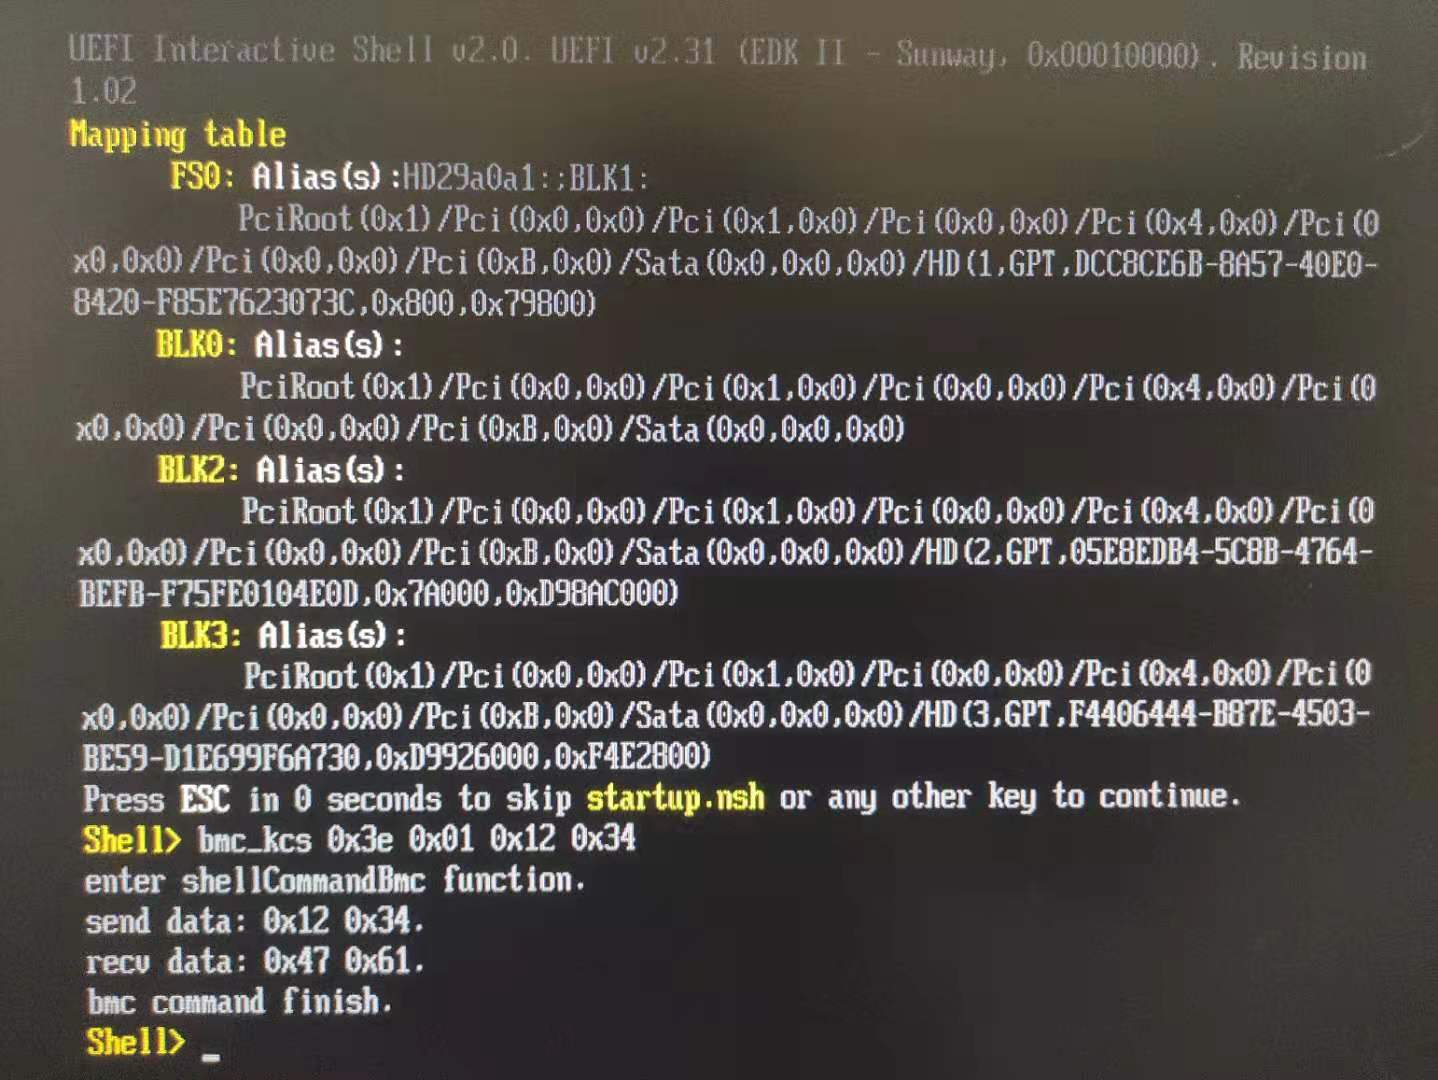 UEFI Interactive Shell v2.0. UEFI v2.31 (EDK II - Sunway, 0x00010000). Revision
1.02
Mapping table
FS0: Alias(s):HD29a0a1:;BLK1:
PciRoot(0x1)/Pci(0x0,0x0)/Pci(0x1,0x0)/Pci(0x0,0x0)/Pci(0x4,0x0)/Pci(0
x0,0x0)/Pci(0x0,0x0)/Pci(0xB,0x0)/Sata(0x0,0x0,0x0)/HD(1,GPT,DCC8CE6B-8A57-40E0-
8420-F85E7623073C,0x800,0x79800)
BLK0: Alias(s):
PciRoot(0x1)/Pci(0x0,0x0)/Pci(0x1,0x0)/Pci(0x0,0x0)/Pci(0x4,0x0)/Pci(0
x0,0x0)/Pci(0x0,0x0)/Pci(0xB,0x0)/Sata(0x0,0x0,0x0)
BLK2: Alias(s):
PciRoot(0x1)/Pci(0x0,0x0)/Pci(0x1,0x0)/Pci(0x0,0x0)/Pci(0x4,0x0)/Pci(0
x0,0x0)/Pci(0x0,0x0)/Pci(0xB,0x0)/Sata(0x0,0x0,0x0)/HD(2,GPT,05E8EDB4-5C8B-4764-
BEFB-F75FE0104E0D,0x7A000,0xD98AC000)
BLK3: Alias(s):
PciRoot(0x1)/Pci(0x0,0x0)/Pci(0x1,0x0)/Pci(0x0,0x0)/Pci(0x4,0x0)/Pci(0
x0,0x0)/Pci(0x0,0x0)/Pci(0xB,0x0)/Sata(0x0,0x0,0x0)/HD(3,GPT,F4406444-B87E-4503-
BE59-D1E699F6A730,0xD9926000,0xF4E2800)
Press ESC in 0 seconds to skip startup.nsh or any other key to continue.
Shell> bmc_kcs 0x3e 0x01 0x12 0x34
enter shellCommandBmc function.
send data: 0x12 0x34.
recv data: 0x47 0x61.
bmc command finish.
Shell> _